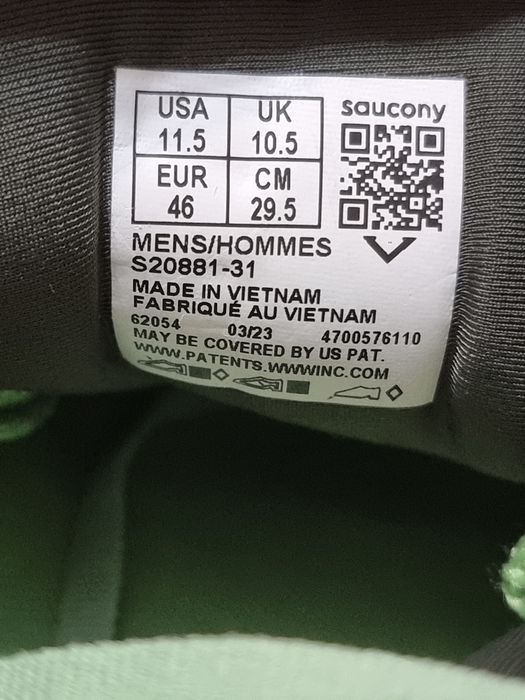 USA UK
11.5 10.5
EUR CM
46 29.5
saucony
MENS/HOMMES
S20881-31
MADE IN VIETNAM
FABRIQUÉ AU VIETNAM
62054 03/23 4700576110
MAY BE COVERED BY US PAT.
WWW.PATENTS.WWWINC.COM